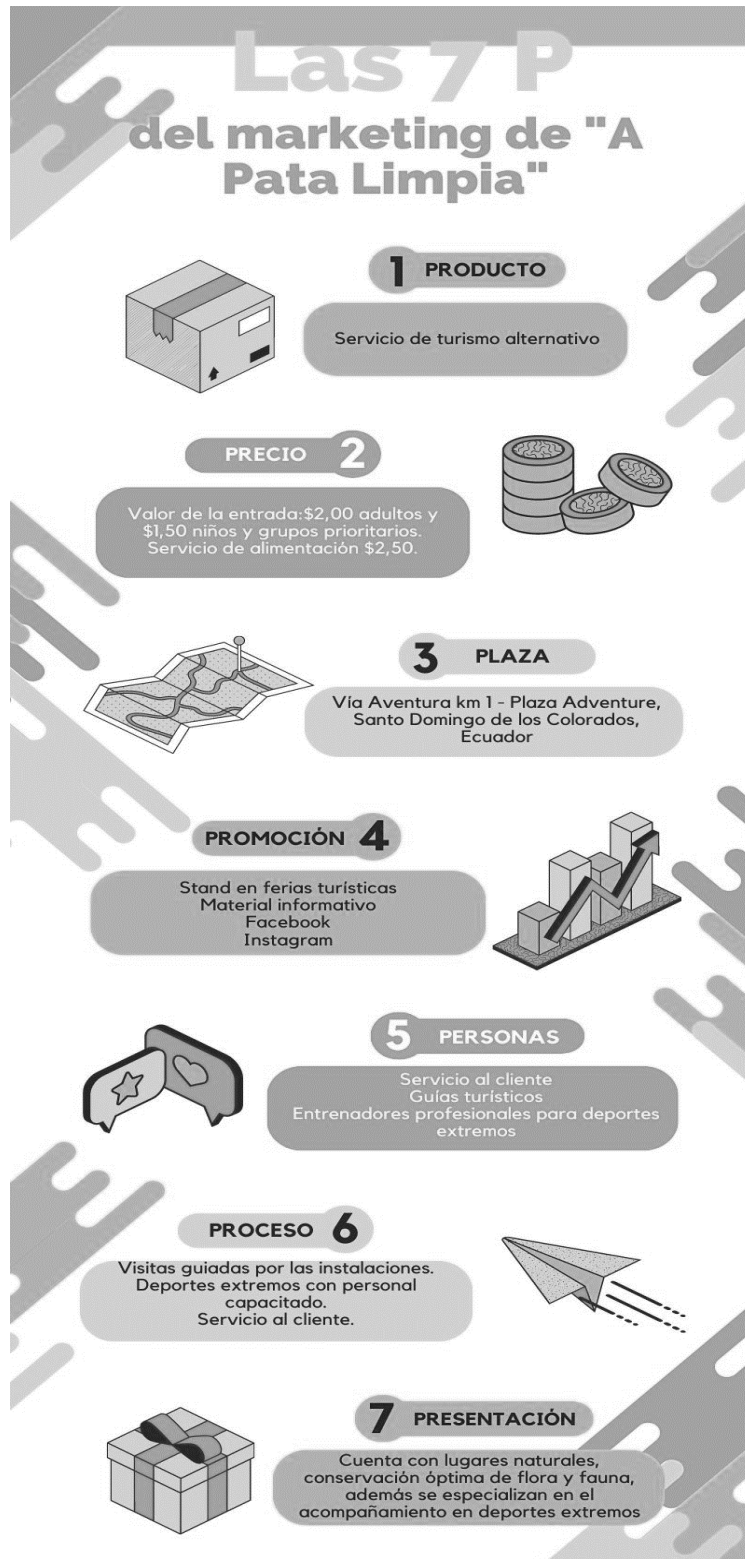 Las 7 P
del marketing de "A
Pata Limpia"
1 PRODUCTO
Servicio de turismo alternativo
PRECIO 2
Valor de la entrada:$2,00 adultos y
$1,50 niños y grupos prioritarios.
Servicio de alimentación $2,50.
3 PLAZA
Vía Aventura km 1 - Plaza Adventure,
Santo Domingo de los Colorados,
Ecuador
PROMOCIÓN 4
Stand en ferias turísticas
Material informativo
Facebook
Instagram
5 PERSONAS
Servicio al cliente
Guías turísticos
Entrenadores profesionales para deportes
extremos
PROCESO 6
Visitas guiadas por las instalaciones.
Deportes extremos con personal
capacitado.
Servicio al cliente.
7 PRESENTACIÓN
Cuenta con lugares naturales,
conservación óptima de flora y fauna,
además se especializan en el
acompañamiento en deportes extremos